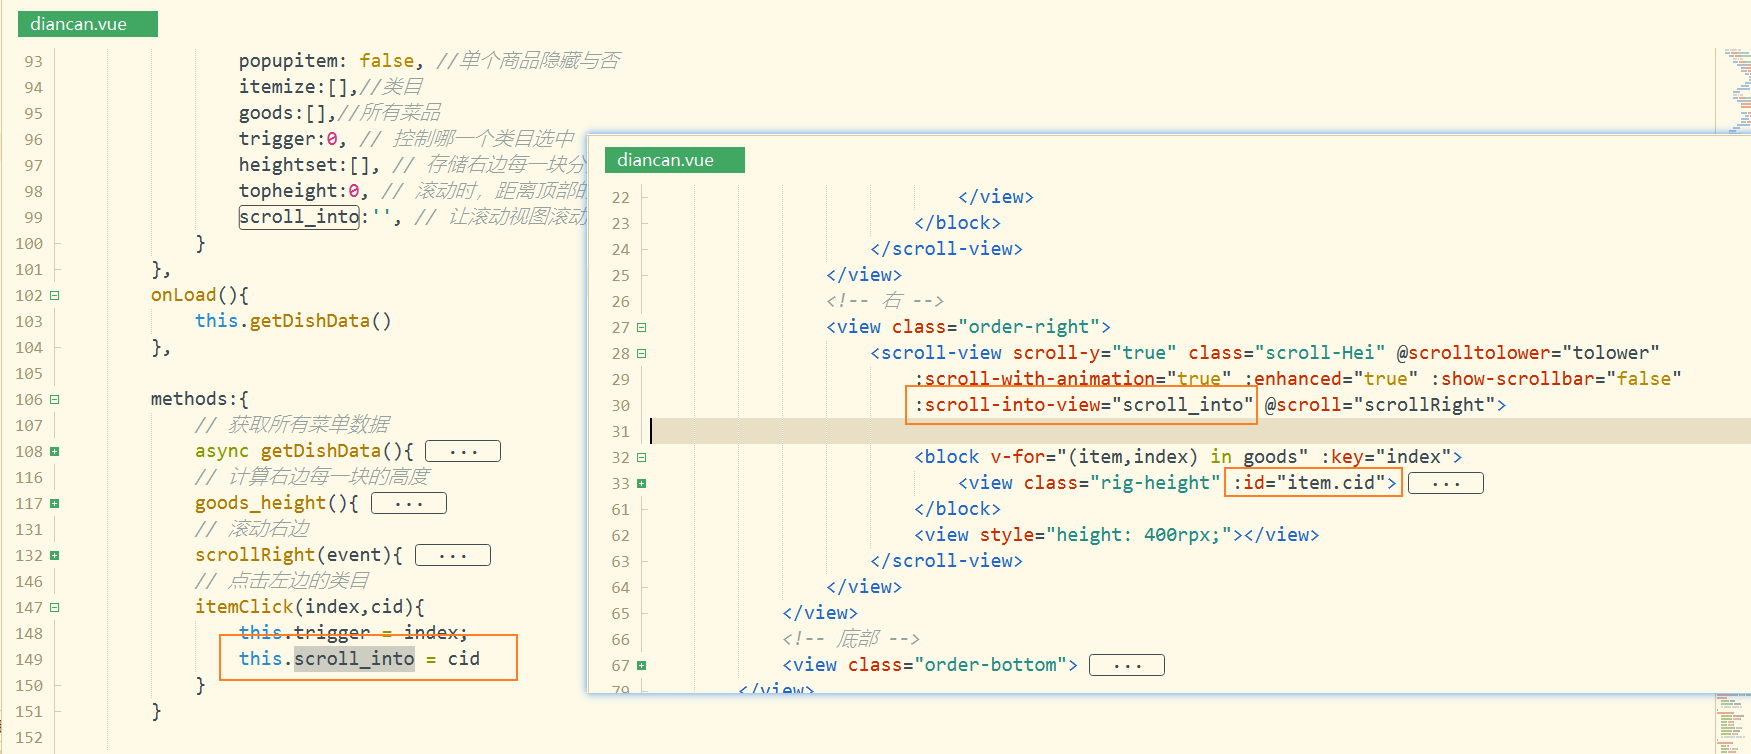 diancan.vue
93 popupitem: false, //单个商品隐藏与否
94 itemize:[],//类目
95 goods:[],//所有菜品
96 trigger:0, // 控制哪一个类目选中
97 heightset:[], // 存储右边每一块分
98 topheight:0, // 滚动时，距离顶部的
99 scroll_into:'', // 让滚动视图滚动
100 }
101 },
102 onLoad(){
103 this.getDishData()
104 },
105
106 methods:{
107 // 获取所有菜单数据
108 async getDishData(){ ...
116 // 计算右边每一块的高度
117 goods_height(){ ...
131 // 滚动右边
132 scrollRight(event){ ...
146 // 点击左边的类目
147 itemClick(index,cid){
148 this.trigger = index;
149 this.scroll_into = cid
150 }
151 }
152
diancan.vue
22 </view>
23 </block>
24 </scroll-view>
25 </view>
26 <!-- 右 -->
27 <view class="order-right">
28 <scroll-view scroll-y="true" class="scroll-Hei" @scrolltolower="tolower"
29 :scroll-with-animation="true" :enhanced="true" :show-scrollbar="false"
30 :scroll-into-view="scroll_into" @scroll="scrollRight">
31
32 <block v-for="(item,index) in goods" :key="index">
33 <view class="rig-height" :id="item.cid"> ...
61 </block>
62 <view style="height: 400rpx;"></view>
63 </scroll-view>
64 </view>
65 </view>
66 <!-- 底部 -->
67 <view class="order-bottom"> ...
79 </view>